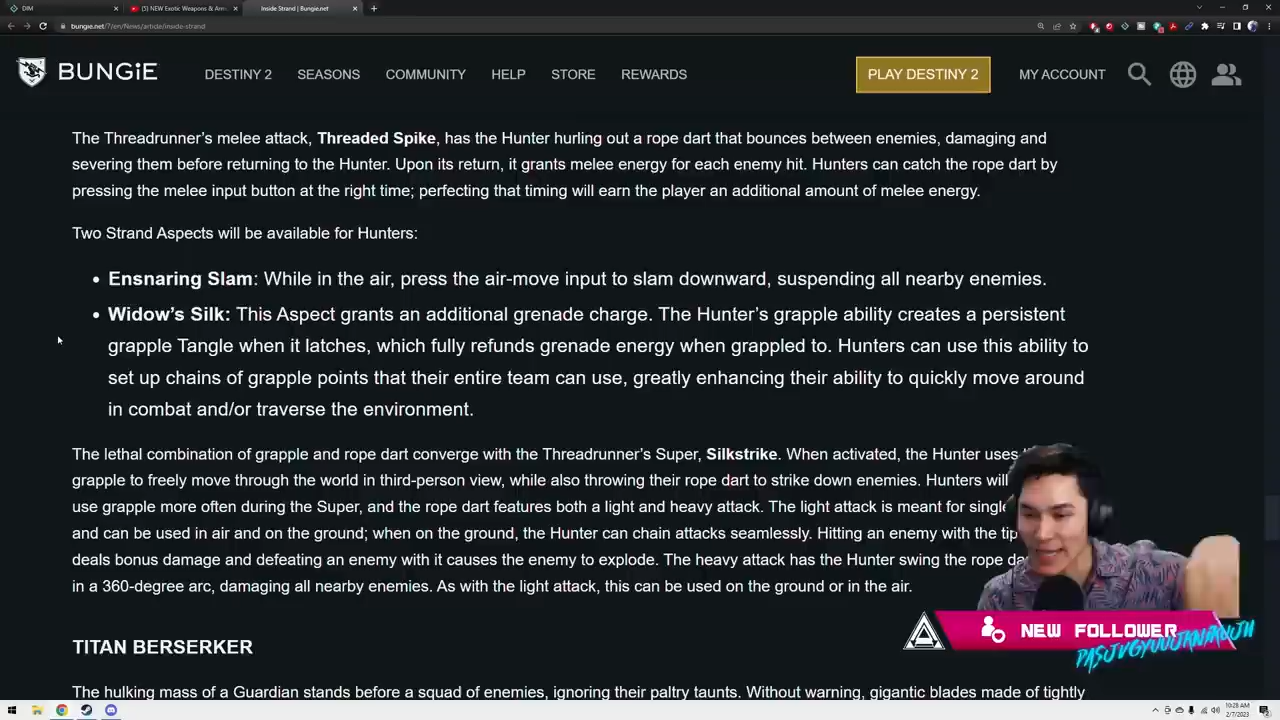 DIM
(5) NEW Exotic Weapons & Arm
Inside Strand | Bungie.net
bungie.net/7/en/News/article/inside-strand
BUNGiE
DESTINY 2
SEASONS
COMMUNITY
HELP
STORE
REWARDS
PLAY DESTINY 2
MY ACCOUNT
The Threadrunner's melee attack, Threaded Spike, has the Hunter hurling out a rope dart that bounces between enemies, damaging and
severing them before returning to the Hunter. Upon its return, it grants melee energy for each enemy hit. Hunters can catch the rope dart by
pressing the melee input button at the right time; perfecting that timing will earn the player an additional amount of melee energy.
Two Strand Aspects will be available for Hunters:
• Ensnaring Slam: While in the air, press the air-move input to slam downward, suspending all nearby enemies.
• Widow's Silk: This Aspect grants an additional grenade charge. The Hunter's grapple ability creates a persistent
grapple Tangle when it latches, which fully refunds grenade energy when grappled to. Hunters can use this ability to
set up chains of grapple points that their entire team can use, greatly enhancing their ability to quickly move around
in combat and/or traverse the environment.
The lethal combination of grapple and rope dart converge with the Threadrunner's Super, Silkstrike. When activated, the Hunter uses
grapple to freely move through the world in third-person view, while also throwing their rope dart to strike down enemies. Hunters will
use grapple more often during the Super, and the rope dart features both a light and heavy attack. The light attack is meant for single
and can be used in air and on the ground; when on the ground, the Hunter can chain attacks seamlessly. Hitting an enemy with the tip
deals bonus damage and defeating an enemy with it causes the enemy to explode. The heavy attack has the Hunter swing the rope da
in a 360-degree arc, damaging all nearby enemies. As with the light attack, this can be used on the ground or in the air.
NEW FOLLOWER
TITAN BERSERKER
The hulking mass of a Guardian stands before a squad of enemies, ignoring their paltry taunts. Without warning, gigantic blades made of tightly
10:28 AM
2/7/2023